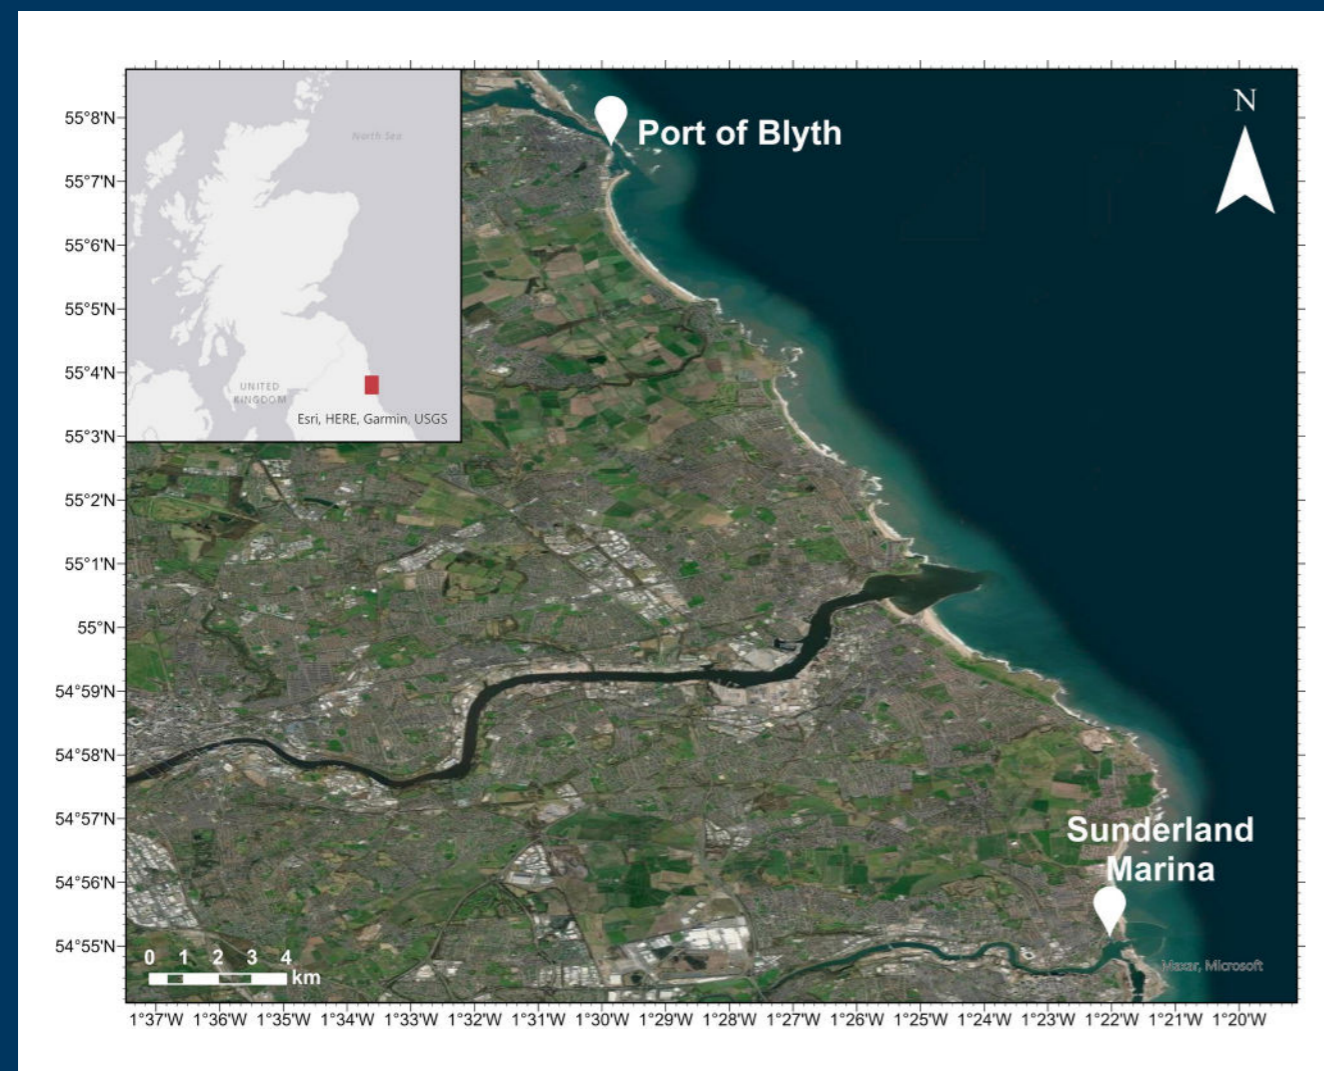 North Sea
UNITED
KINGDOM
Esri, HERE, Garmin, USGS
Port of Blyth
N
55°8'N
55°7'N
55°6'N
55°5'N
55°4'N
55°3'N
55°2'N
55°1'N
55°N
54°59'N
54°58'N
54°57'N
54°56'N
54°55'N
Sunderland
Marina
0 1 2 3 4
km
Maxar, Microsoft
1°37'W 1°36'W 1°35'W 1°34'W 1°33'W 1°32'W 1°31'W 1°30'W 1°29'W 1°28'W 1°27'W 1°26'W 1°25'W 1°24'W 1°23'W 1°22'W 1°21'W 1°20'W